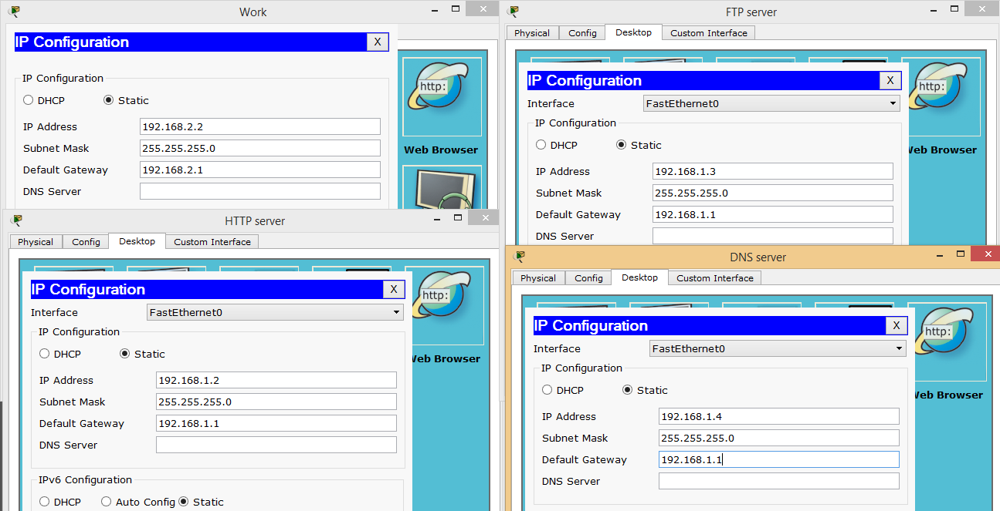 Work
IP Configuration X
IP Configuration
DHCP Static
IP Address 192.168.2.2
Subnet Mask 255.255.255.0
Default Gateway 192.168.2.1
DNS Server
http:
Web Browser
FTP server
Physical Config Desktop Custom Interface
IP Configuration X
Interface FastEthernet0
IP Configuration
DHCP Static
IP Address 192.168.1.3
Subnet Mask 255.255.255.0
Default Gateway 192.168.1.1
DNS Server
http:
Web Browser
HTTP server
Physical Config Desktop Custom Interface
IP Configuration X
Interface FastEthernet0
IP Configuration
DHCP Static
IP Address 192.168.1.2
Subnet Mask 255.255.255.0
Default Gateway 192.168.1.1
DNS Server
IPv6 Configuration
DHCP Auto Config Static
http:
Web Browser
DNS server
Physical Config Desktop Custom Interface
IP Configuration X
Interface FastEthernet0
IP Configuration
DHCP Static
IP Address 192.168.1.4
Subnet Mask 255.255.255.0
Default Gateway 192.168.1.1
DNS Server
http:
Web Browser